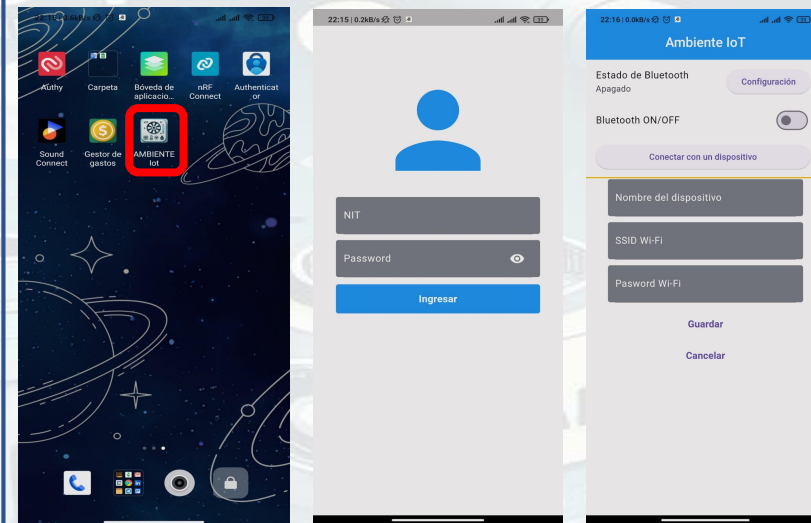 Authy
Carpeta
Bóveda de
aplicacio...
nRF
Connect
Authenticat
or
Sound
Connect
Gestor de
gastos
AMBIENTE
Iot
22:15 | 0.2kB/s
33
NIT
Password
Ingresar
22:16 | 0.0kB/s
33
Ambiente IoT
Estado de Bluetooth
Apagado
Configuración
Bluetooth ON/OFF
Conectar con un dispositivo
Nombre del dispositivo
SSID Wi-Fi
Pasword Wi-Fi
Guardar
Cancelar